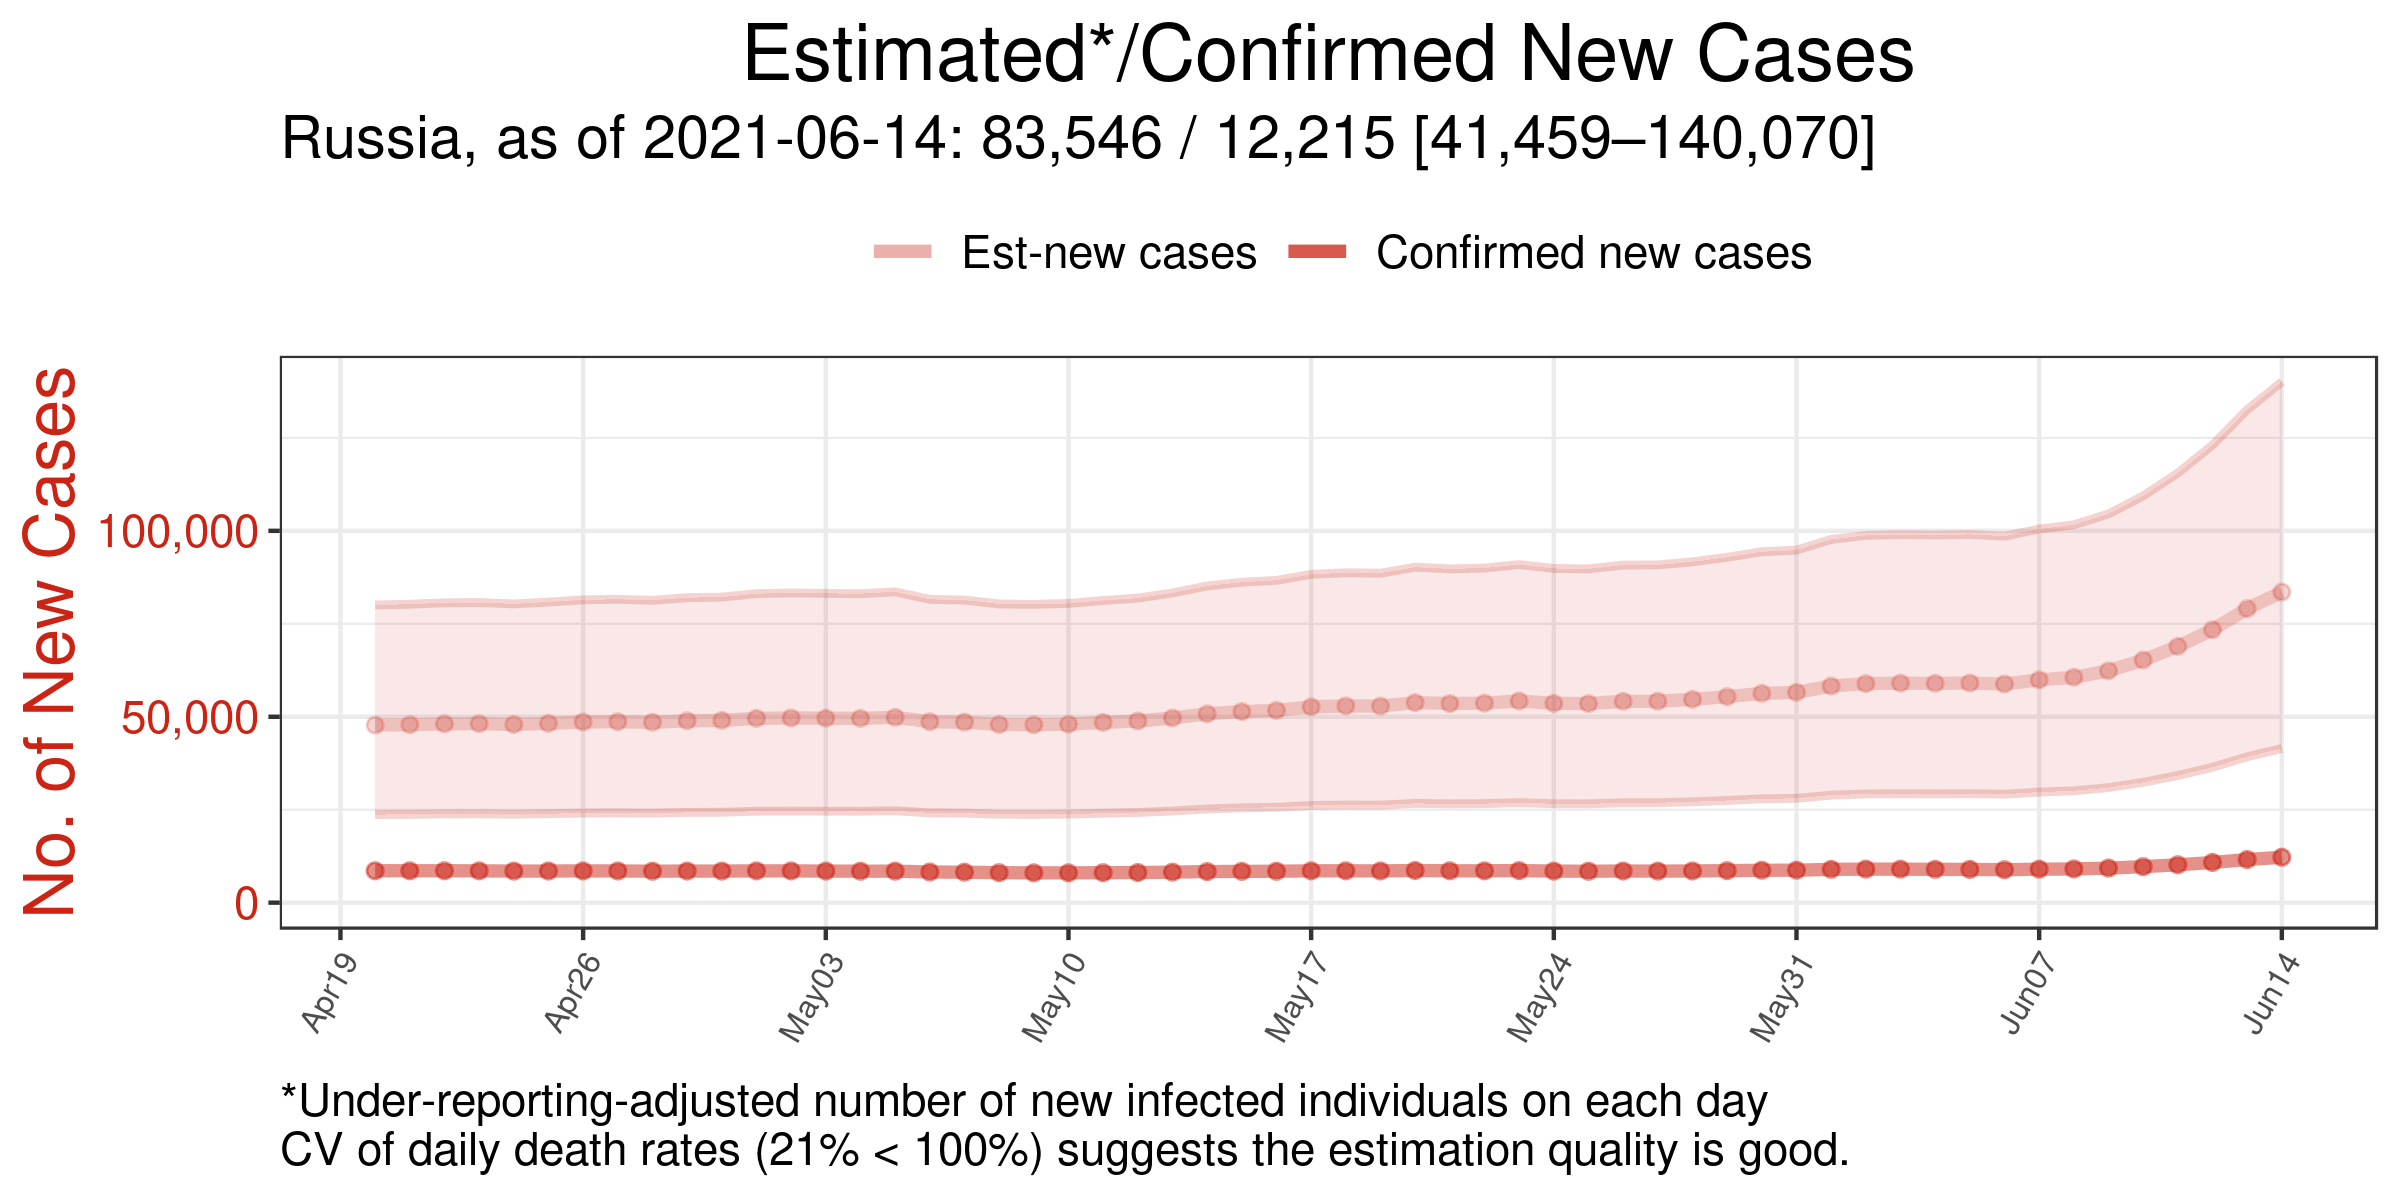 Estimated*/Confirmed New Cases
Russia, as of 2021-06-14: 83,546 / 12,215 [41,459–140,070]
Est-new cases
Confirmed new cases
No. of New Cases
100,000
50,000
0
Apr19
Apr26
May03
May10
May17
May24
May31
Jun07
Jun14
*Under-reporting-adjusted number of new infected individuals on each day
CV of daily death rates (21% < 100%) suggests the estimation quality is good.